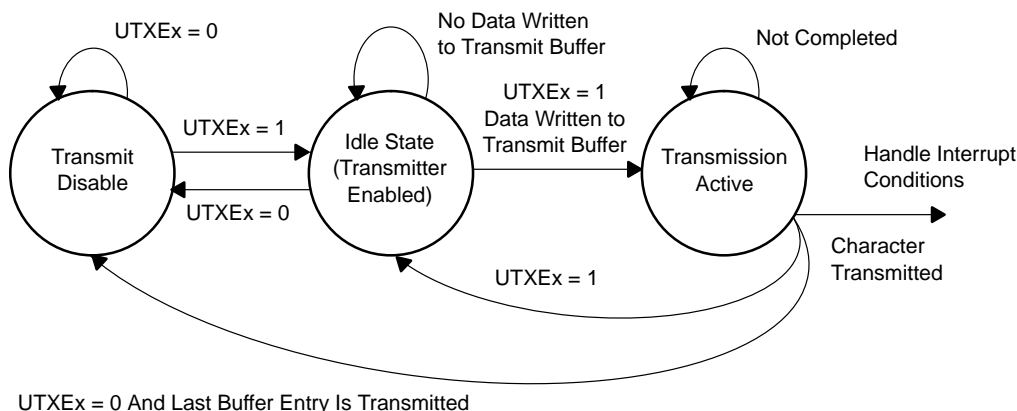 UTXEx = 0
No Data Written
to Transmit Buffer
Not Completed
Transmit
Disable
UTXEx = 1
UTXEx = 0
Idle State
(Transmitter
Enabled)
UTXEx = 1
Data Written to
Transmit Buffer
Transmission
Active
Handle Interrupt
Conditions
Character
Transmitted
UTXEx = 1
UTXEx = 0 And Last Buffer Entry Is Transmitted